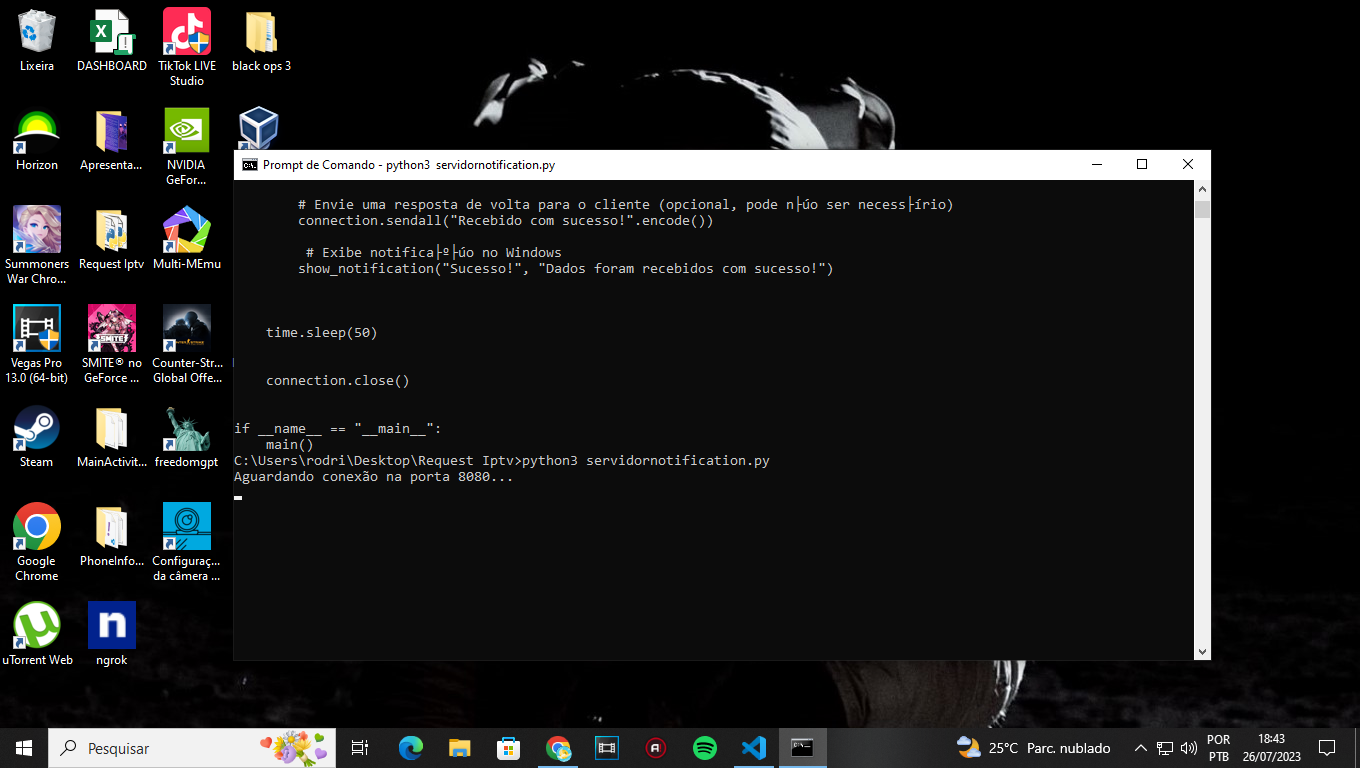 Lixeira
DASHBOARD
TikTok LIVE
Studio
black ops 3
Horizon
Apresenta...
NVIDIA
GeFor...
Summoners
War Chro...
Request Iptv
Multi-MEmu
Vegas Pro
13.0 (64-bit)
SMITE® no
GeForce ...
Counter-Str...
Global Offe...
Steam
MainActivit...
freedomgpt
Google
Chrome
PhoneInfo...
Configuraç...
da câmera ...
uTorrent Web
ngrok
Prompt de Comando - python3 servidornotification.py
# Envie uma resposta de volta para o cliente (opcional, pode n├úo ser necess├írio)
connection.sendall("Recebido com sucesso!".encode())
# Exibe notifica├º├úo no Windows
show_notification("Sucesso!", "Dados foram recebidos com sucesso!")
time.sleep(50)
connection.close()
if __name__ == "__main__":
main()
C:\Users\rodri\Desktop\Request Iptv>python3 servidornotification.py
Aguardando conexão na porta 8080...
Pesquisar
25°C Parc. nublado
POR
PTB
18:43
26/07/2023